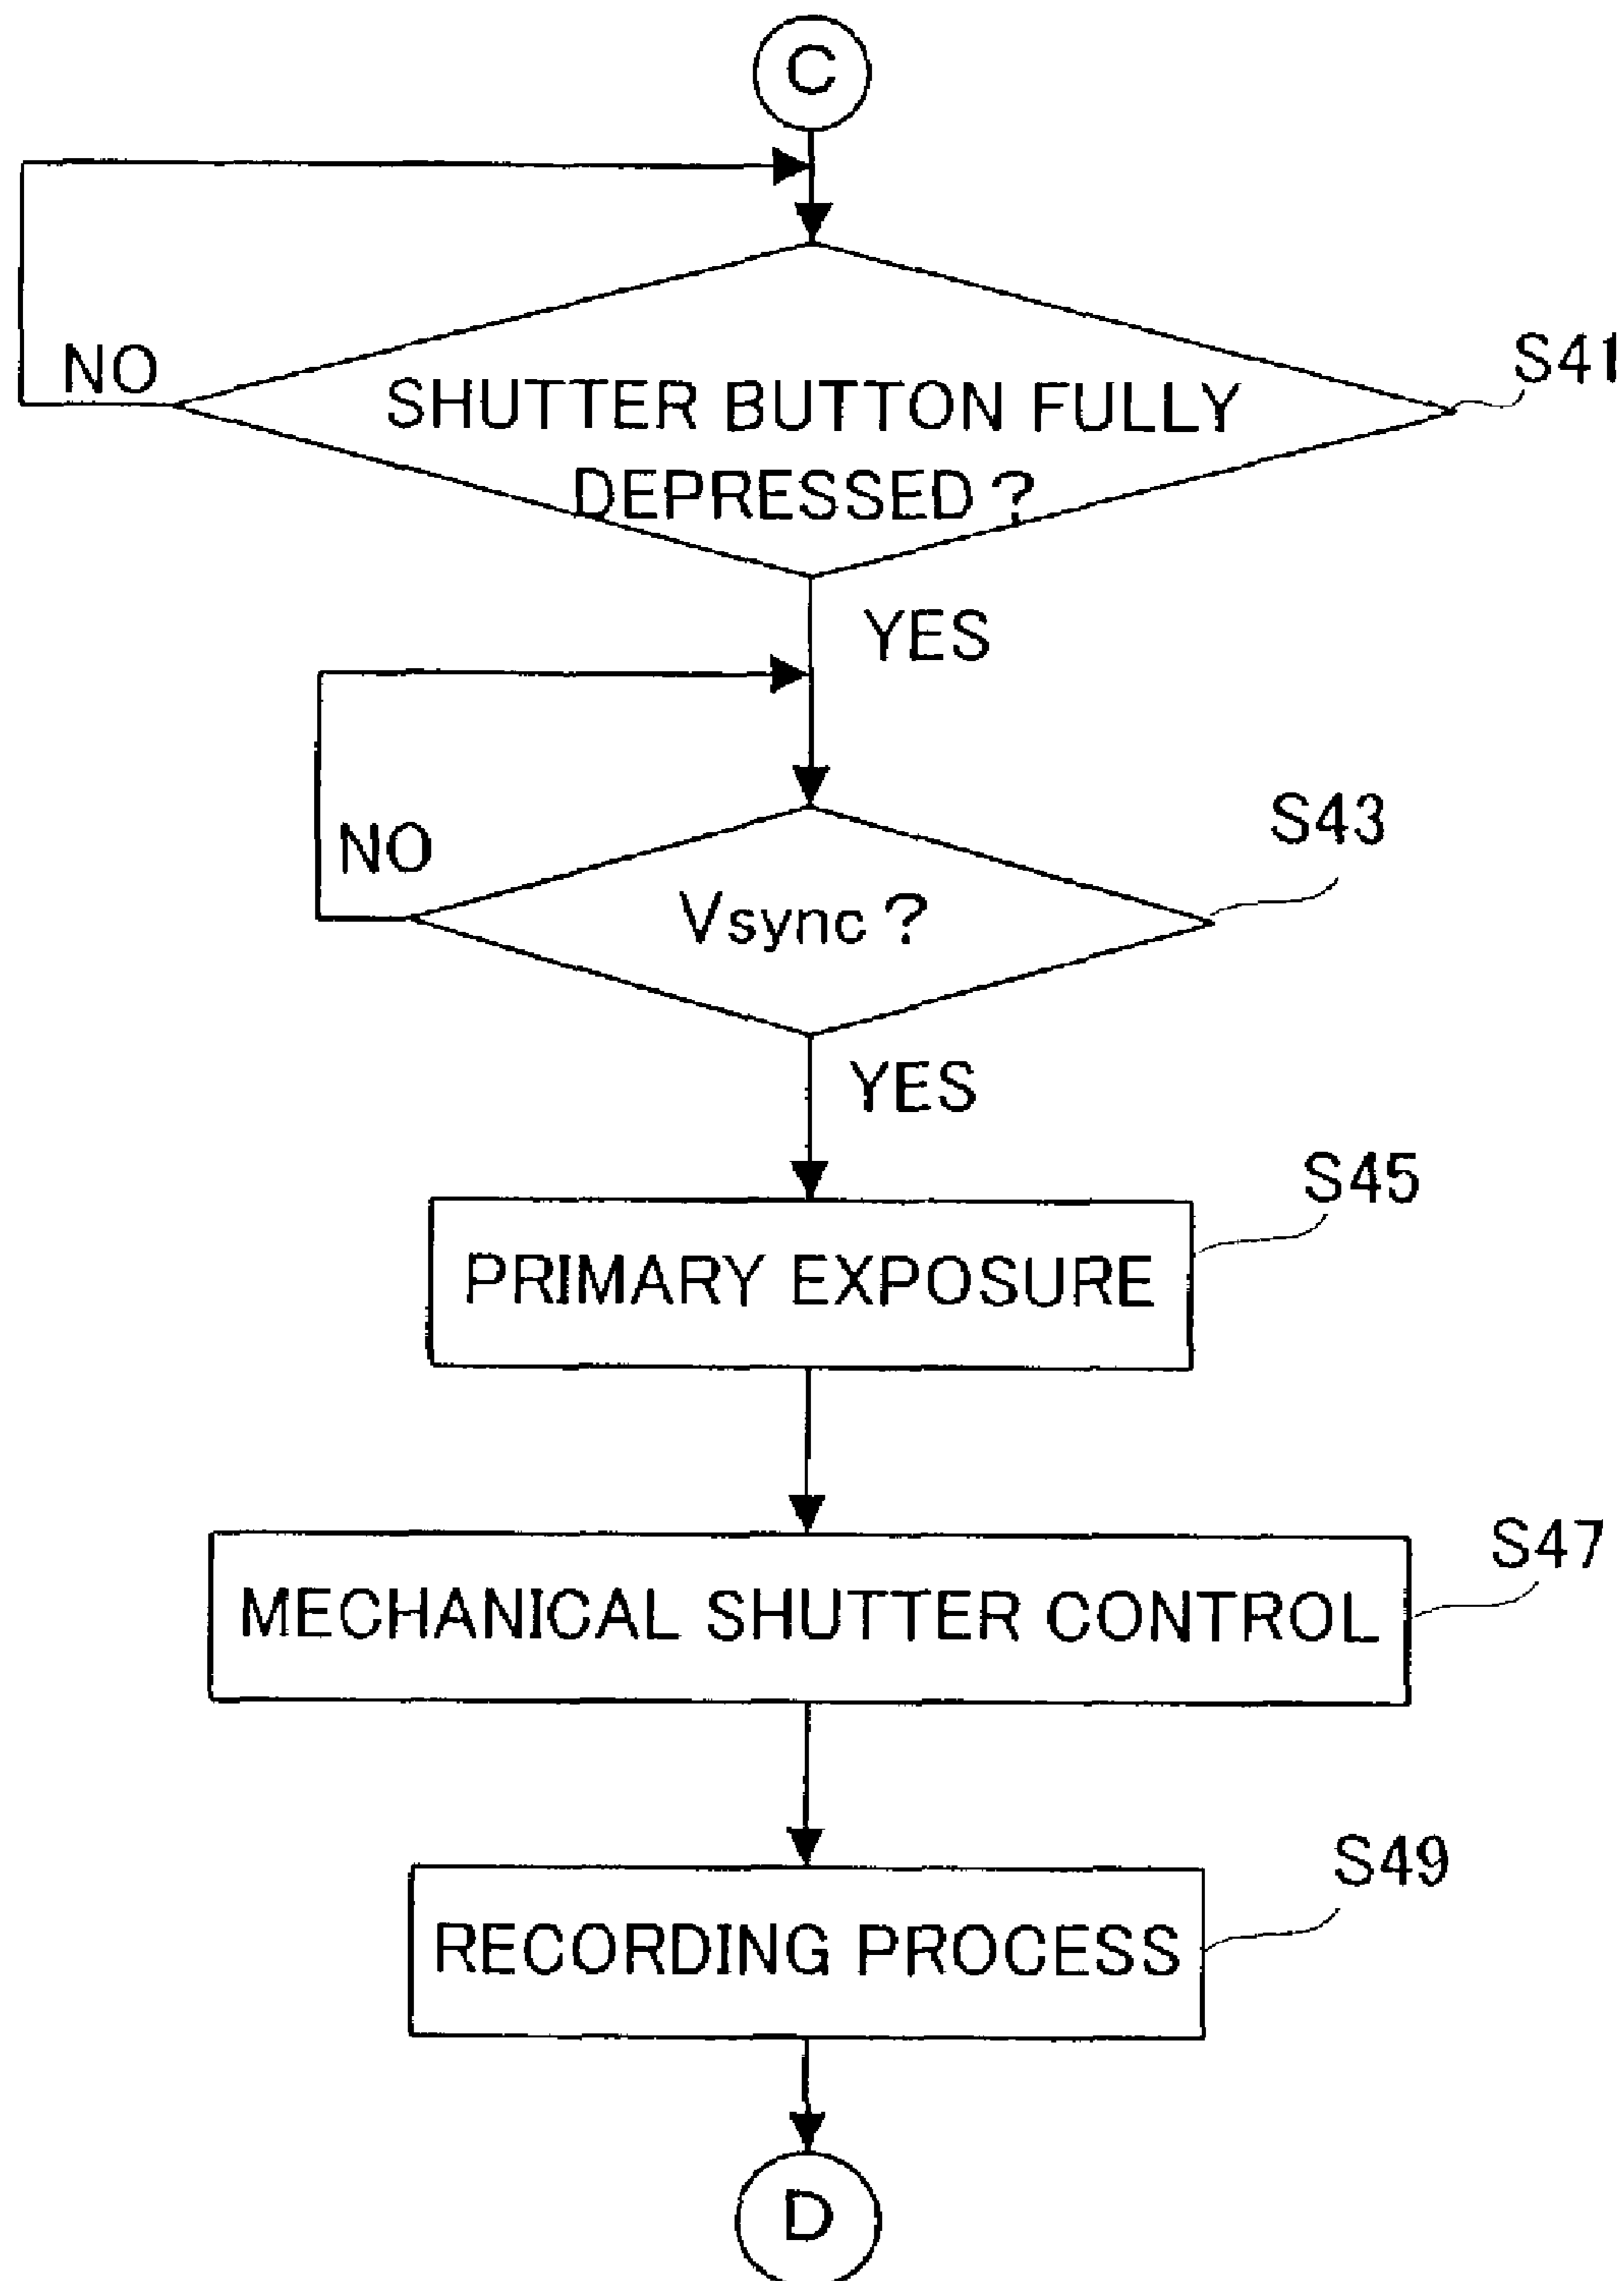 C
NO
S41
SHUTTER BUTTON FULLY
DEPRESSED ?
YES
S43
NO
Vsync ?
YES
S45
PRIMARY EXPOSURE
S47
MECHANICAL SHUTTER CONTROL
S49
RECORDING PROCESS
D